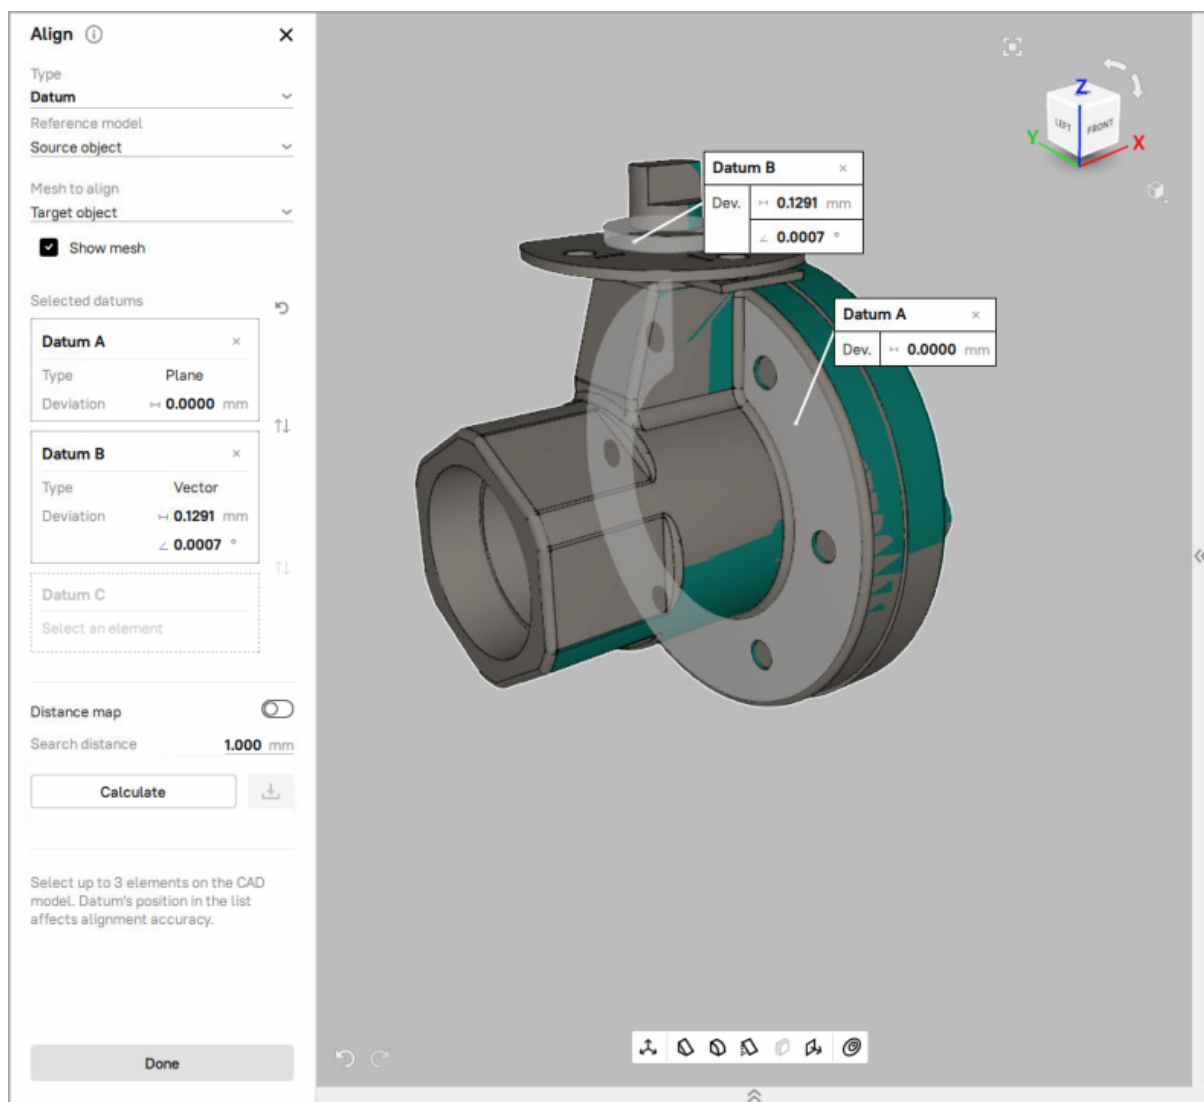 Align
Type
Datum
Reference model
Source object
Mesh to align
Target object
Show mesh
Selected datums
Datum A
Type Plane
Deviation 0.0000 mm
Datum B
Type Vector
Deviation 0.1291 mm
0.0007 °
Datum C
Select an element
Distance map
Search distance 1.000 mm
Calculate
Select up to 3 elements on the CAD
model. Datum's position in the list
affects alignment accuracy.
Done
Datum B
Dev. 0.1291 mm
0.0007 °
Datum A
Dev. 0.0000 mm
Z
LEFT FRONT
Y
X